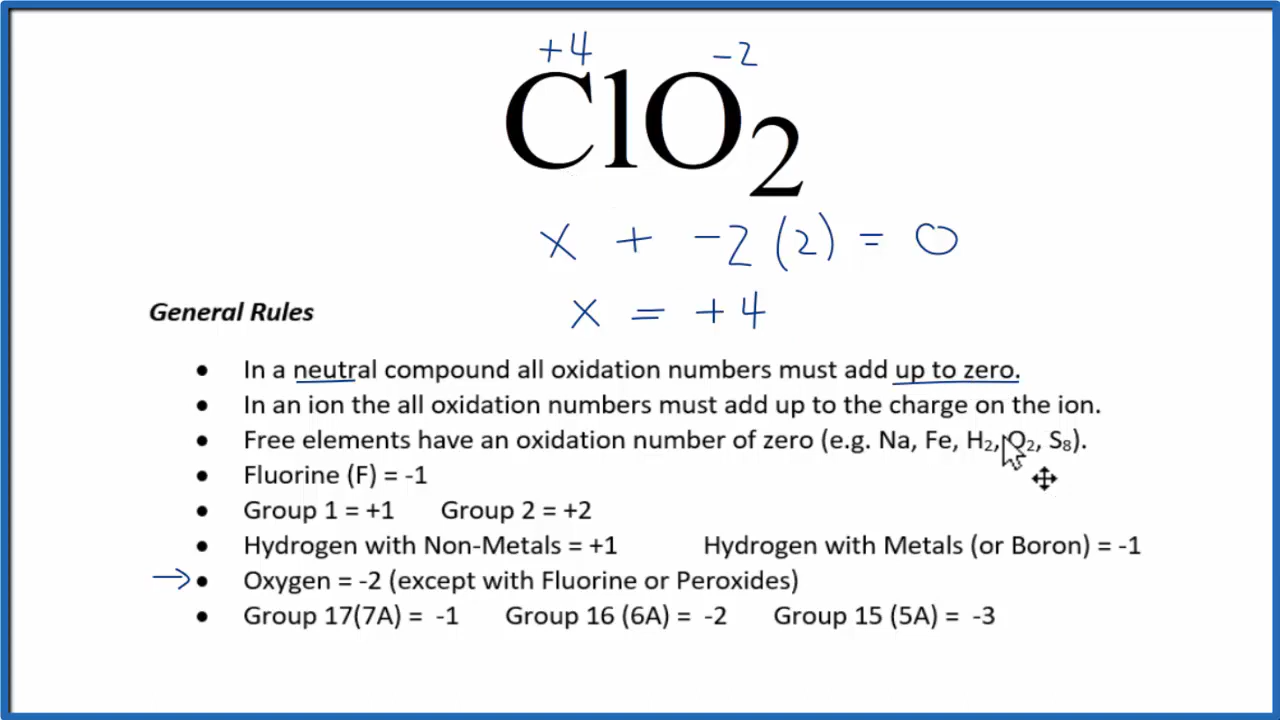 +4 -2
ClO₂
x + -2 (2) = 0
x = +4
General Rules
• In a neutral compound all oxidation numbers must add up to zero.
• In an ion the all oxidation numbers must add up to the charge on the ion.
• Free elements have an oxidation number of zero (e.g. Na, Fe, H₂, O₂, S₈).
• Fluorine (F) = -1
• Group 1 = +1 Group 2 = +2
• Hydrogen with Non-Metals = +1 Hydrogen with Metals (or Boron) = -1
→ • Oxygen = -2 (except with Fluorine or Peroxides)
• Group 17(7A) = -1 Group 16 (6A) = -2 Group 15 (5A) = -3